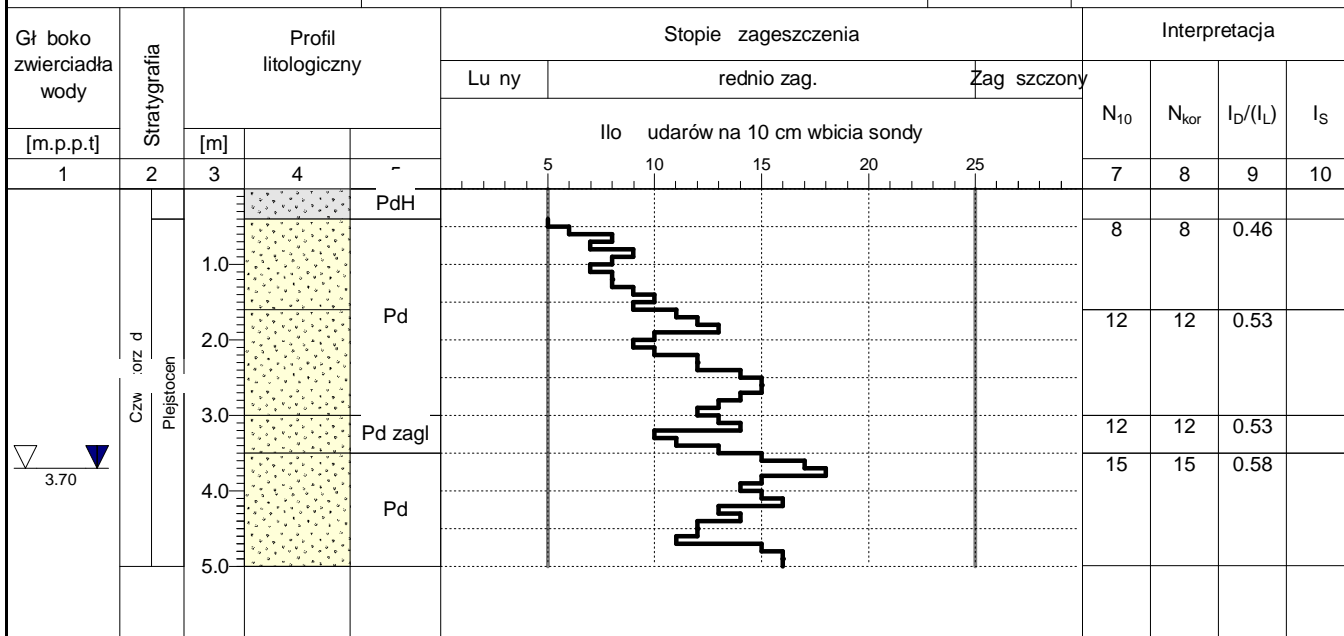 Gł boko
zwierciadła
wody
[m.p.p.t]
Stratygrafia
Profil
litologiczny
[m]
Stopie zageszczenia
Lu ny
rednio zag.
Zag szczony
Ilo udarów na 10 cm wbicia sondy
5 10 15 20 25
Interpretacja
N10 Nkor ID/(IL) IS
1 2 3 4 7 8 9 10
PdH
8 8 0.46
1.0
Pd
12 12 0.53
2.0
Czw orz d
Plejstocen
3.0
Pd zagl
12 12 0.53
15 15 0.58
3.70
4.0
Pd
5.0